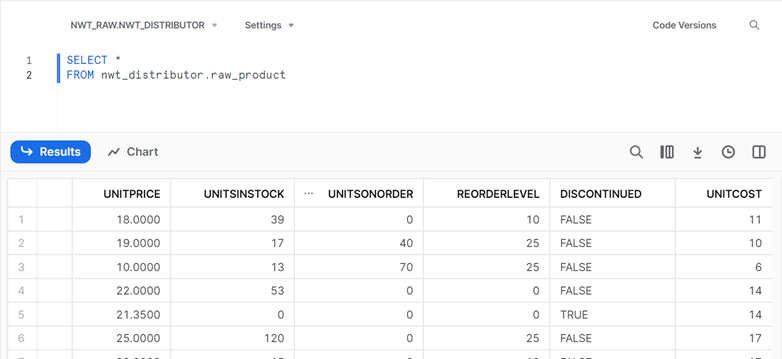 NWT_RAW.NWT_DISTRIBUTOR Settings Code Versions
1 SELECT *
2 FROM nwt_distributor.raw_product
Results Chart
UNITPRICE UNITSINSTOCK ... UNITSONORDER REORDERLEVEL DISCONTINUED UNITCOST
1 18.0000 39 0 10 FALSE 11
2 19.0000 17 40 25 FALSE 10
3 10.0000 13 70 25 FALSE 6
4 22.0000 53 0 0 FALSE 14
5 21.3500 0 0 0 TRUE 14
6 25.0000 120 0 25 FALSE 17